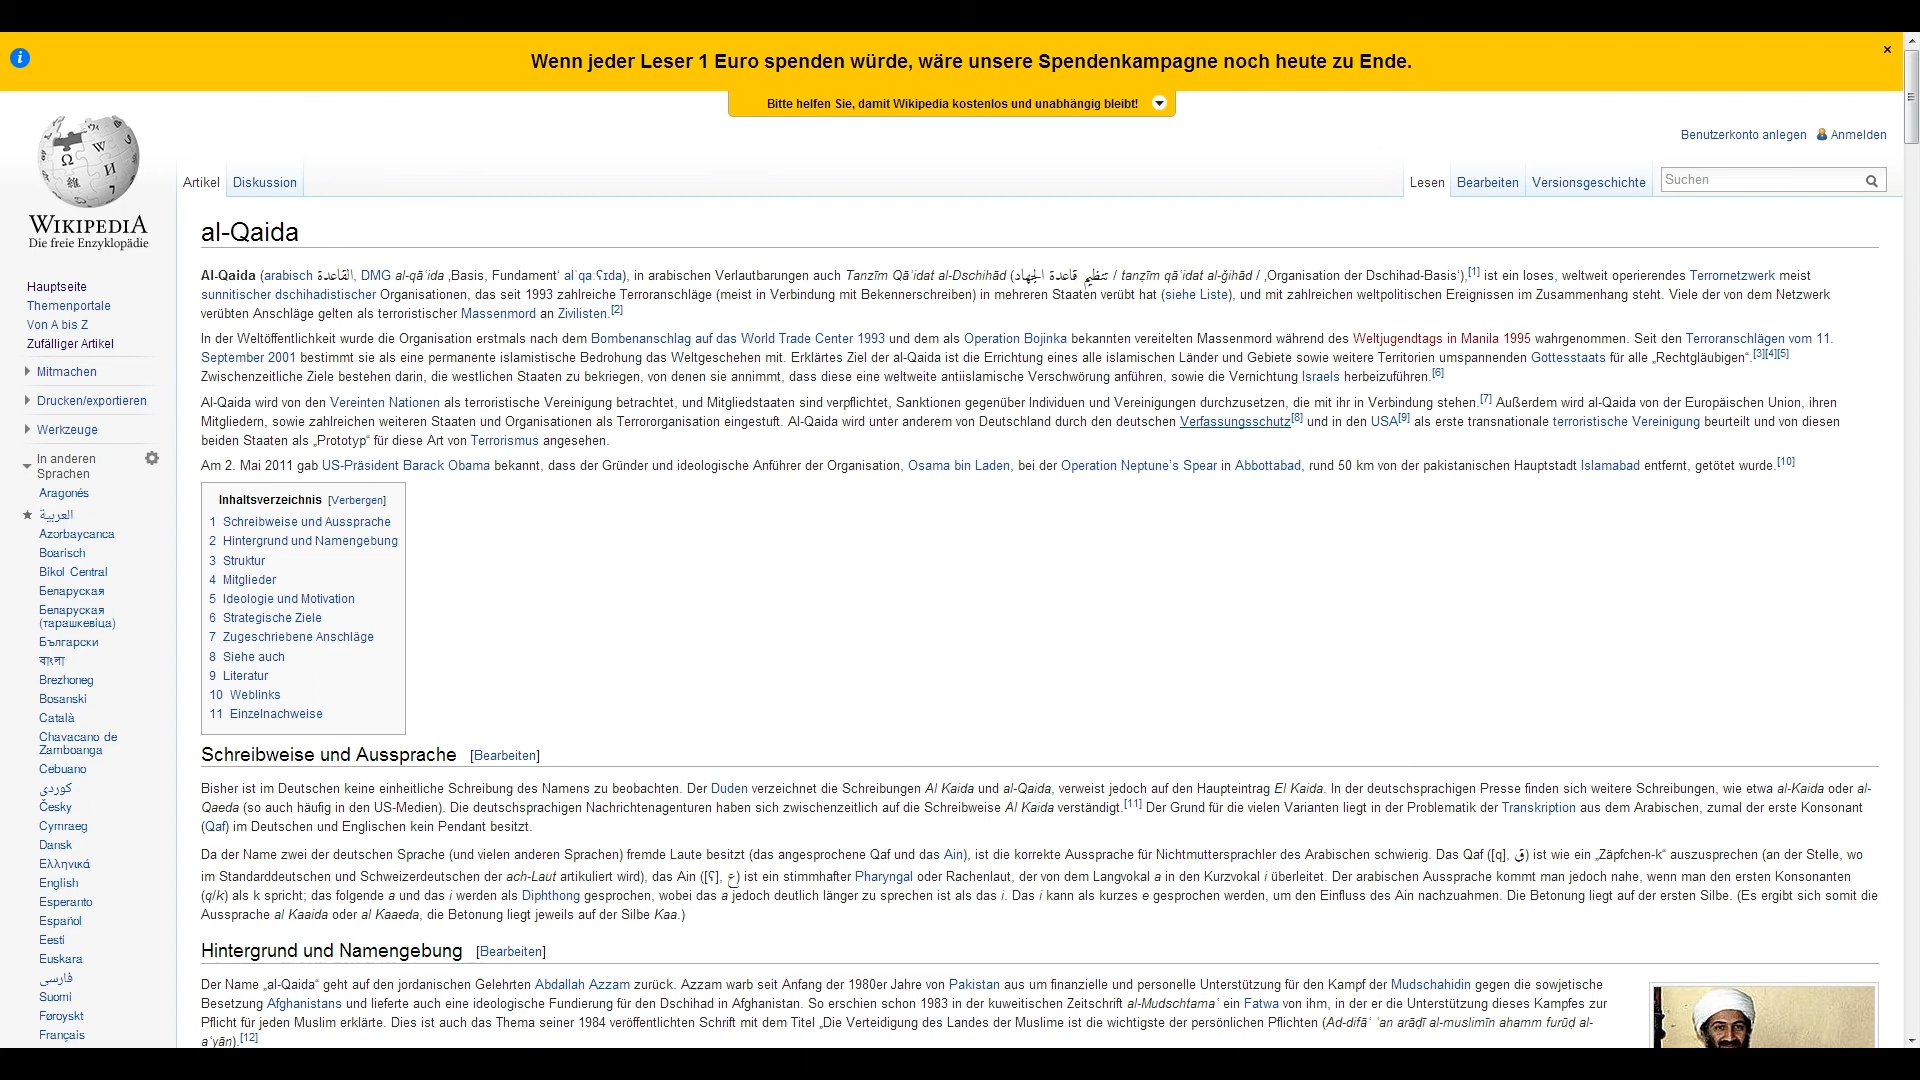 Wenn jeder Leser 1 Euro spenden würde, wäre unsere Spendenkampagne noch heute zu Ende.
Bitte helfen Sie, damit Wikipedia kostenlos und unabhängig bleibt!
Benutzerkonto anlegen Anmelden
Artikel Diskussion Lesen Bearbeiten Versionsgeschichte Suchen
WIKIPEDIA
Die freie Enzyklopädie
Hauptseite
Themenportale
Von A bis Z
Zufälliger Artikel
Mitmachen
Drucken/exportieren
Werkzeuge
In anderen
Sprachen
Aragonés
العربية
Azərbaycanca
Boarisch
Bikol Central
Беларуская
Беларуская
(тарашкевіца)
Български
বাংলা
Brezhoneg
Bosanski
Català
Chavacano de
Zamboanga
Cebuano
کوردی
Česky
Cymraeg
Dansk
Ελληνικά
English
Esperanto
Español
Eesti
Euskara
فارسی
Suomi
Føroyskt
Français
al-Qaida
Al-Qaida (arabisch القاعدة, DMG al-qāʿida ‚Basis, Fundament‘ alˈqaːʕɪda), in arabischen Verlautbarungen auch Tanzīm Qāʿidat al-Dschihād (تنظيم قاعدة الجهاد / tanẓīm qāʿidat al-ǧihād / ‚Organisation der Dschihad-Basis‘),[1] ist ein loses, weltweit operierendes Terrornetzwerk meist
sunnitischer dschihadistischer Organisationen, das seit 1993 zahlreiche Terroranschläge (meist in Verbindung mit Bekennerschreiben) in mehreren Staaten verübt hat (siehe Liste), und mit zahlreichen weltpolitischen Ereignissen im Zusammenhang steht. Viele der von dem Netzwerk
verübten Anschläge gelten als terroristischer Massenmord an Zivilisten.[2]
In der Weltöffentlichkeit wurde die Organisation erstmals nach dem Bombenanschlag auf das World Trade Center 1993 und dem als Operation Bojinka bekannten vereitelten Massenmord während des Weltjugendtags in Manila 1995 wahrgenommen. Seit den Terroranschlägen vom 11.
September 2001 bestimmt sie als eine permanente islamistische Bedrohung das Weltgeschehen mit. Erklärtes Ziel der al-Qaida ist die Errichtung eines alle islamischen Länder und Gebiete sowie weitere Territorien umspannenden Gottesstaats für alle „Rechtgläubigen“.[3][4][5]
Zwischenzeitliche Ziele bestehen darin, die westlichen Staaten zu bekriegen, von denen sie annimmt, dass diese eine weltweite antiislamische Verschwörung anführen, sowie die Vernichtung Israels herbeizuführen.[6]
Al-Qaida wird von den Vereinten Nationen als terroristische Vereinigung betrachtet, und Mitgliedstaaten sind verpflichtet, Sanktionen gegenüber Individuen und Vereinigungen durchzusetzen, die mit ihr in Verbindung stehen.[7] Außerdem wird al-Qaida von der Europäischen Union, ihren
Mitgliedern, sowie zahlreichen weiteren Staaten und Organisationen als Terrororganisation eingestuft. Al-Qaida wird unter anderem von Deutschland durch den deutschen Verfassungsschutz[8] und in den USA[9] als erste transnationale terroristische Vereinigung beurteilt und von diesen
beiden Staaten als „Prototyp“ für diese Art von Terrorismus angesehen.
Am 2. Mai 2011 gab US-Präsident Barack Obama bekannt, dass der Gründer und ideologische Anführer der Organisation, Osama bin Laden, bei der Operation Neptune's Spear in Abbottabad, rund 50 km von der pakistanischen Hauptstadt Islamabad entfernt, getötet wurde.[10]
Inhaltsverzeichnis [Verbergen]
1 Schreibweise und Aussprache
2 Hintergrund und Namengebung
3 Struktur
4 Mitglieder
5 Ideologie und Motivation
6 Strategische Ziele
7 Zugeschriebene Anschläge
8 Siehe auch
9 Literatur
10 Weblinks
11 Einzelnachweise
Schreibweise und Aussprache [Bearbeiten]
Bisher ist im Deutschen keine einheitliche Schreibung des Namens zu beobachten. Der Duden verzeichnet die Schreibungen Al Kaida und al-Qaida, verweist jedoch auf den Haupteintrag El Kaida. In der deutschsprachigen Presse finden sich weitere Schreibungen, wie etwa al-Kaida oder al-
Qaeda (so auch häufig in den US-Medien). Die deutschsprachigen Nachrichtenagenturen haben sich zwischenzeitlich auf die Schreibweise Al Kaida verständigt.[11] Der Grund für die vielen Varianten liegt in der Problematik der Transkription aus dem Arabischen, zumal der erste Konsonant
(Qaf) im Deutschen und Englischen kein Pendant besitzt.
Da der Name zwei der deutschen Sprache (und vielen anderen Sprachen) fremde Laute besitzt (das angesprochene Qaf und das Ain), ist die korrekte Aussprache für Nichtmuttersprachler des Arabischen schwierig. Das Qaf ([q], ق) ist wie ein „Zäpfchen-k“ auszusprechen (an der Stelle, wo
im Standarddeutschen und Schweizerdeutschen der ach-Laut artikuliert wird), das Ain ([ʕ], ع) ist ein stimmhafter Pharyngal oder Rachenlaut, der von dem Langvokal a in den Kurzvokal i überleitet. Der arabischen Aussprache kommt man jedoch nahe, wenn man den ersten Konsonanten
(q/k) als k spricht; das folgende a und das i werden als Diphthong gesprochen, wobei das a jedoch deutlich länger zu sprechen ist als das i. Das i kann als kurzes e gesprochen werden, um den Einfluss des Ain nachzuahmen. Die Betonung liegt auf der ersten Silbe. (Es ergibt sich somit die
Aussprache al Kaaida oder al Kaaeda, die Betonung liegt jeweils auf der Silbe Kaa.)
Hintergrund und Namengebung [Bearbeiten]
Der Name „al-Qaida“ geht auf den jordanischen Gelehrten Abdallah Azzam zurück. Azzam warb seit Anfang der 1980er Jahre von Pakistan aus um finanzielle und personelle Unterstützung für den Kampf der Mudschahidin gegen die sowjetische
Besetzung Afghanistans und lieferte auch eine ideologische Fundierung für den Dschihad in Afghanistan. So erschien schon 1983 in der kuweitischen Zeitschrift al-Mudschtamaʿ ein Fatwa von ihm, in der er die Unterstützung dieses Kampfes zur
Pflicht für jeden Muslim erklärte. Dies ist auch das Thema seiner 1984 veröffentlichten Schrift mit dem Titel „Die Verteidigung des Landes der Muslime ist die wichtigste der persönlichen Pflichten (Ad-difāʿ ʿan arāḍī al-muslimīn ahamm furūḍ al-
aʿyān).[12]